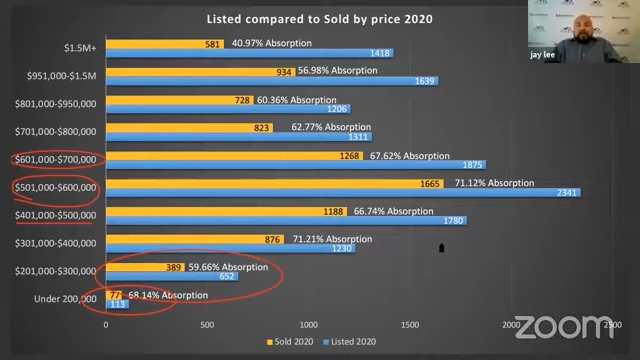 Listed compared to Sold by price 2020
jay lee
$1.5M+ 581 40.97% Absorption 1418
$951,000-$1.5M 934 56.98% Absorption 1639
$801,000-$950,000 728 60.36% Absorption 1206
$701,000-$800,000 823 62.77% Absorption 1311
$601,000-$700,000 1268 67.62% Absorption 1875
$501,000-$600,000 1665 71.12% Absorption 2341
$401,000-$500,000 1188 66.74% Absorption 1780
$301,000-$400,000 876 71.21% Absorption 1230
$201,000-$300,000 389 59.66% Absorption 652
Under 200,000 77 68.14% Absorption 113
0 500 1000 1500 2000 2500
Sold 2020 Listed 2020
zoom